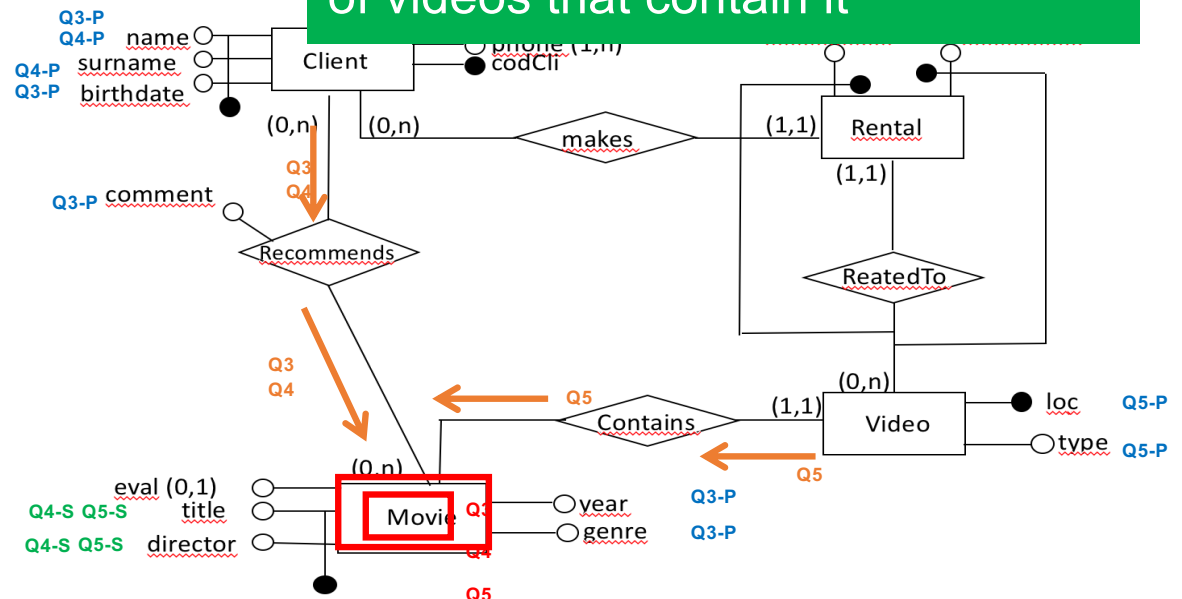 of videos that contain it
Q3-P
Q4-P
name
phone (1,n)
Client
codCli
Q4-P
surname
Q3-P
birthdate
(0,n)
(0,n)
makes
(1,1)
Rental
Q3
(1,1)
Q4
Q3-P
comment
Recommends
ReatedTo
Q3
Q4
Q5
(0,n)
(1,1)
Contains
Video
loc
Q5-P
type
Q5-P
Q5
(0,n)
eval (0,1)
Q3-P
year
Q4-S Q5-S
title
Movie
Q3
genre
Q3-P
Q4-S Q5-S
director
Q4
Q5